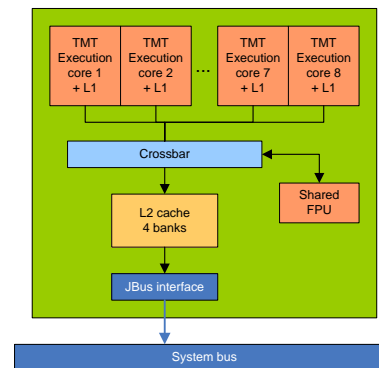 TMT
Execution
core 1
+ L1
TMT
Execution
core 2
+ L1
...
TMT
Execution
core 7
+ L1
TMT
Execution
core 8
+ L1
Crossbar
Shared
FPU
L2 cache
4 banks
JBus interface
System bus